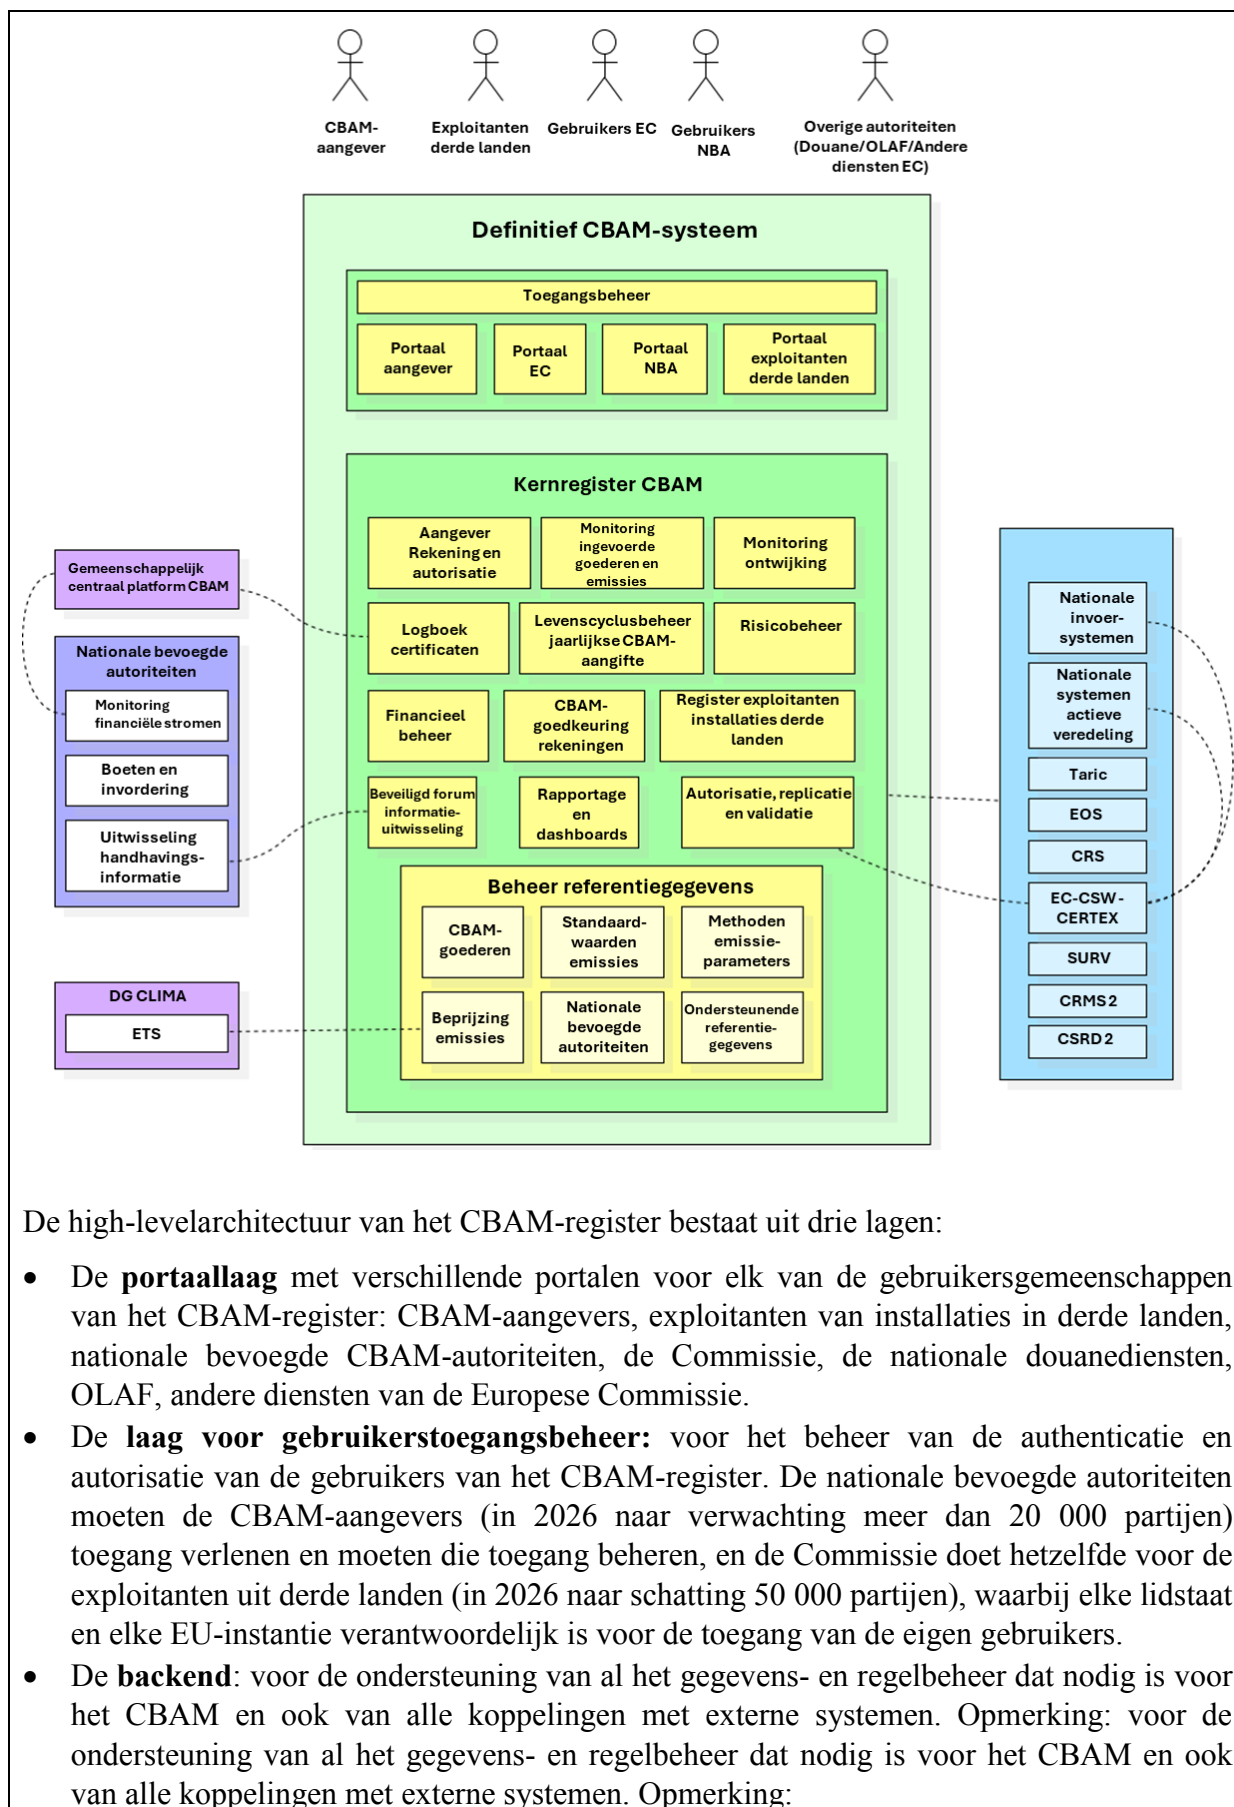 CBAM-
aangever
Exploitanten
derde landen
Gebruikers EC
Gebruikers
NBA
Overige autoriteiten
(Douane/OLAF/Andere
diensten EC)
Definitief CBAM-systeem
Toegangsbeheer
Portaal
aangever
Portaal
EC
Portaal
NBA
Portaal
exploitanten
derde landen
Kernregister CBAM
Aangever
Rekening en
autorisatie
Monitoring
ingevoerde
goederen en
emissies
Monitoring
ontwijking
Logboek
certificaten
Levenscyclusbeheer
jaarlijkse CBAM-
aangifte
Risicobeheer
Financieel
beheer
CBAM-
goedkeuring
rekeningen
Register exploitanten
installaties derde
landen
Beveiligd forum
informatie-
uitwisseling
Rapportage
en
dashboards
Autorisatie, replicatie
en validatie
Beheer referentiegegevens
CBAM-
goederen
Standaard-
waarden
emissies
Methoden
emissie-
parameters
Beprijzing
emissies
Nationale
bevoegde
autoriteiten
Ondersteunende
referentie-
gegevens
Gemeenschappelijk
centraal platform CBAM
Nationale bevoegde
autoriteiten
Monitoring
financiële stromen
Boeten en
invordering
Uitwisseling
handhavings-
informatie
DG CLIMA
ETS
Nationale
invoer-
systemen
Nationale
systemen
actieve
veredeling
Taric
EOS
CRS
EC-CSW-
CERTEX
SURV
CRMS 2
CSRD 2
De high-levelarchitectuur van het CBAM-register bestaat uit drie lagen:
• De portaallaag met verschillende portalen voor elk van de gebruikersgemeenschappen
van het CBAM-register: CBAM-aangevers, exploitanten van installaties in derde landen,
nationale bevoegde CBAM-autoriteiten, de Commissie, de nationale douanediensten,
OLAF, andere diensten van de Europese Commissie.
• De laag voor gebruikerstoegangsbeheer: voor het beheer van de authenticatie en
autorisatie van de gebruikers van het CBAM-register. De nationale bevoegde autoriteiten
moeten de CBAM-aangevers (in 2026 naar verwachting meer dan 20 000 partijen)
toegang verlenen en moeten die toegang beheren, en de Commissie doet hetzelfde voor de
exploitanten uit derde landen (in 2026 naar schatting 50 000 partijen), waarbij elke lidstaat
en elke EU-instantie verantwoordelijk is voor de toegang van de eigen gebruikers.
• De backend: voor de ondersteuning van al het gegevens- en regelbeheer dat nodig is voor
het CBAM en ook van alle koppelingen met externe systemen. Opmerking: voor de
ondersteuning van al het gegevens- en regelbeheer dat nodig is voor het CBAM en ook
van alle koppelingen met externe systemen. Opmerking: